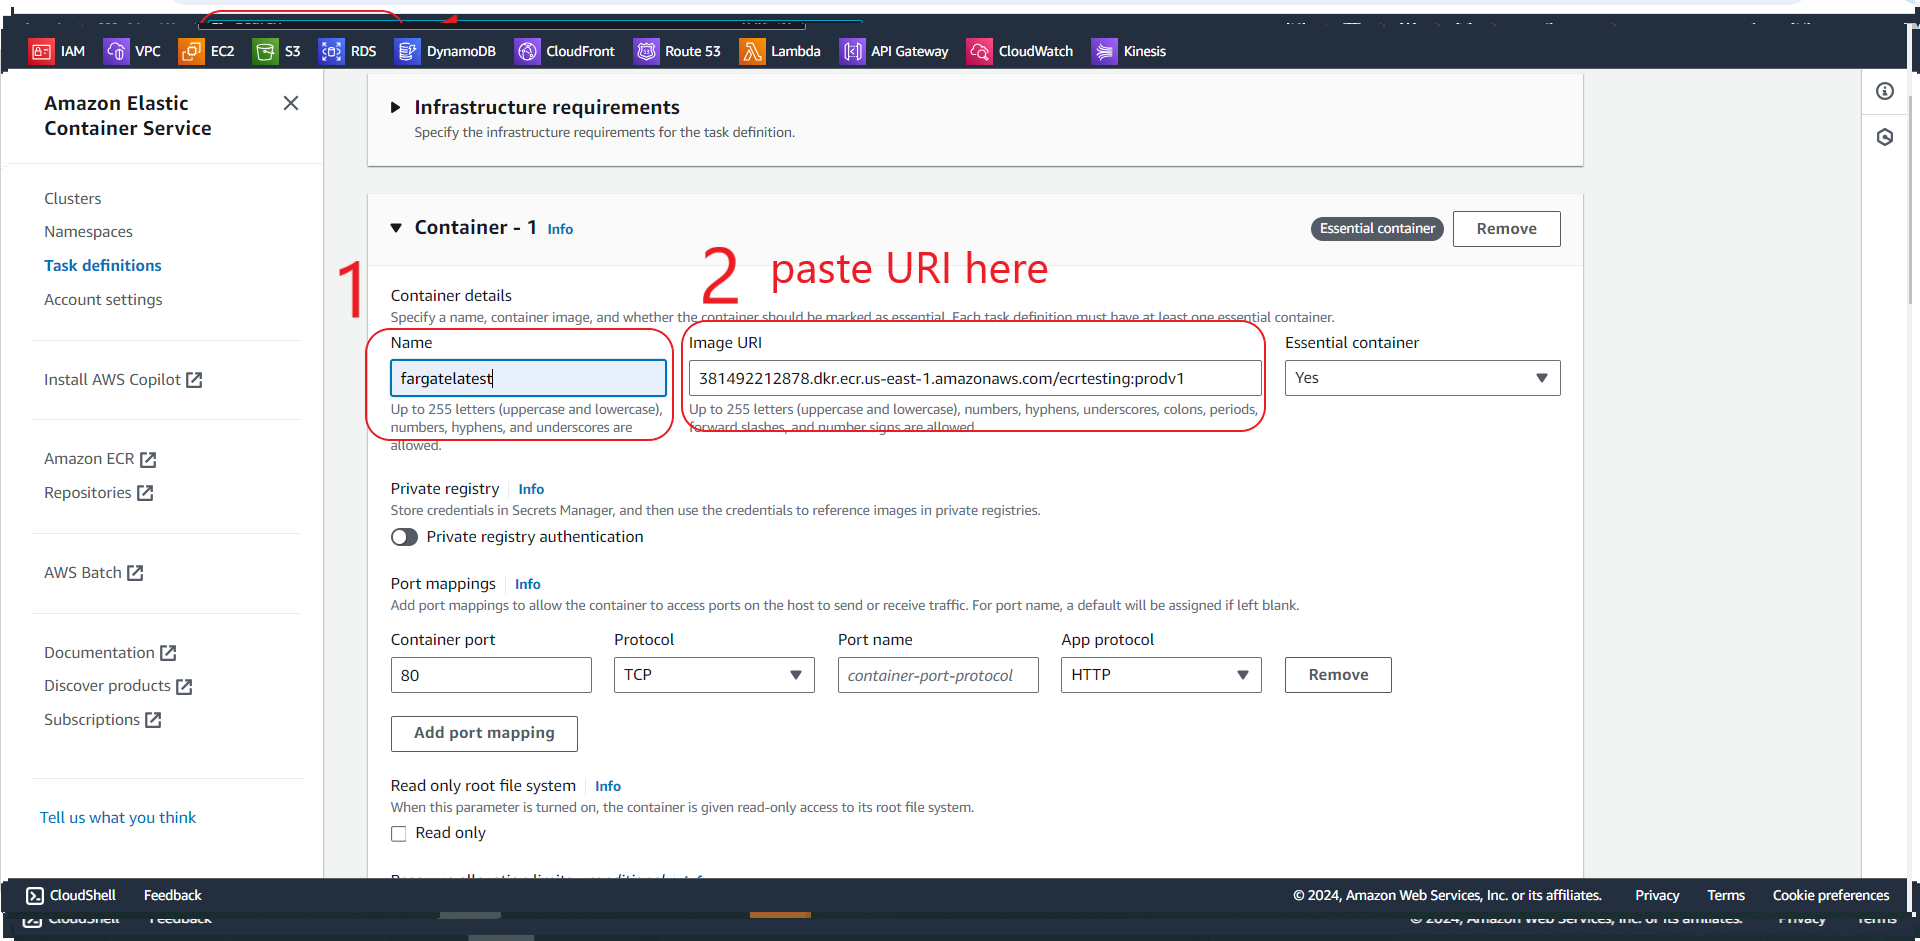 IAM VPC EC2 S3 RDS DynamoDB CloudFront Route 53 Lambda API Gateway CloudWatch Kinesis
Amazon Elastic
Container Service
Clusters
Namespaces
Task definitions
Account settings
Install AWS Copilot
Amazon ECR
Repositories
AWS Batch
Documentation
Discover products
Subscriptions
Tell us what you think
Infrastructure requirements
Specify the infrastructure requirements for the task definition.
Container - 1 Info Essential container Remove
1 2 paste URI here
Container details
Specify a name, container image, and whether the container should be marked as essential. Each task definition must have at least one essential container.
Name Image URI Essential container
fargatelatest 381492212878.dkr.ecr.us-east-1.amazonaws.com/ecrtesting:prodv1 Yes
Up to 255 letters (uppercase and lowercase), Up to 255 letters (uppercase and lowercase), numbers, hyphens, underscores, colons, periods,
numbers, hyphens, and underscores are forward slashes, and number signs are allowed.
allowed.
Private registry Info
Store credentials in Secrets Manager, and then use the credentials to reference images in private registries.
Private registry authentication
Port mappings Info
Add port mappings to allow the container to access ports on the host to send or receive traffic. For port name, a default will be assigned if left blank.
Container port Protocol Port name App protocol
80 TCP container-port-protocol HTTP Remove
Add port mapping
Read only root file system Info
When this parameter is turned on, the container is given read-only access to its root file system.
Read only
CloudShell Feedback © 2024, Amazon Web Services, Inc. or its affiliates. Privacy Terms Cookie preferences
CloudShell Feedback © 2024, Amazon Web Services, Inc. or its affiliates. Privacy Terms